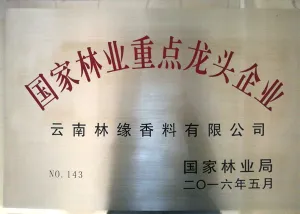 国家林业重点龙头企业
云南林缘香料有限公司
NO.143
国家林业局
二〇一六年五月